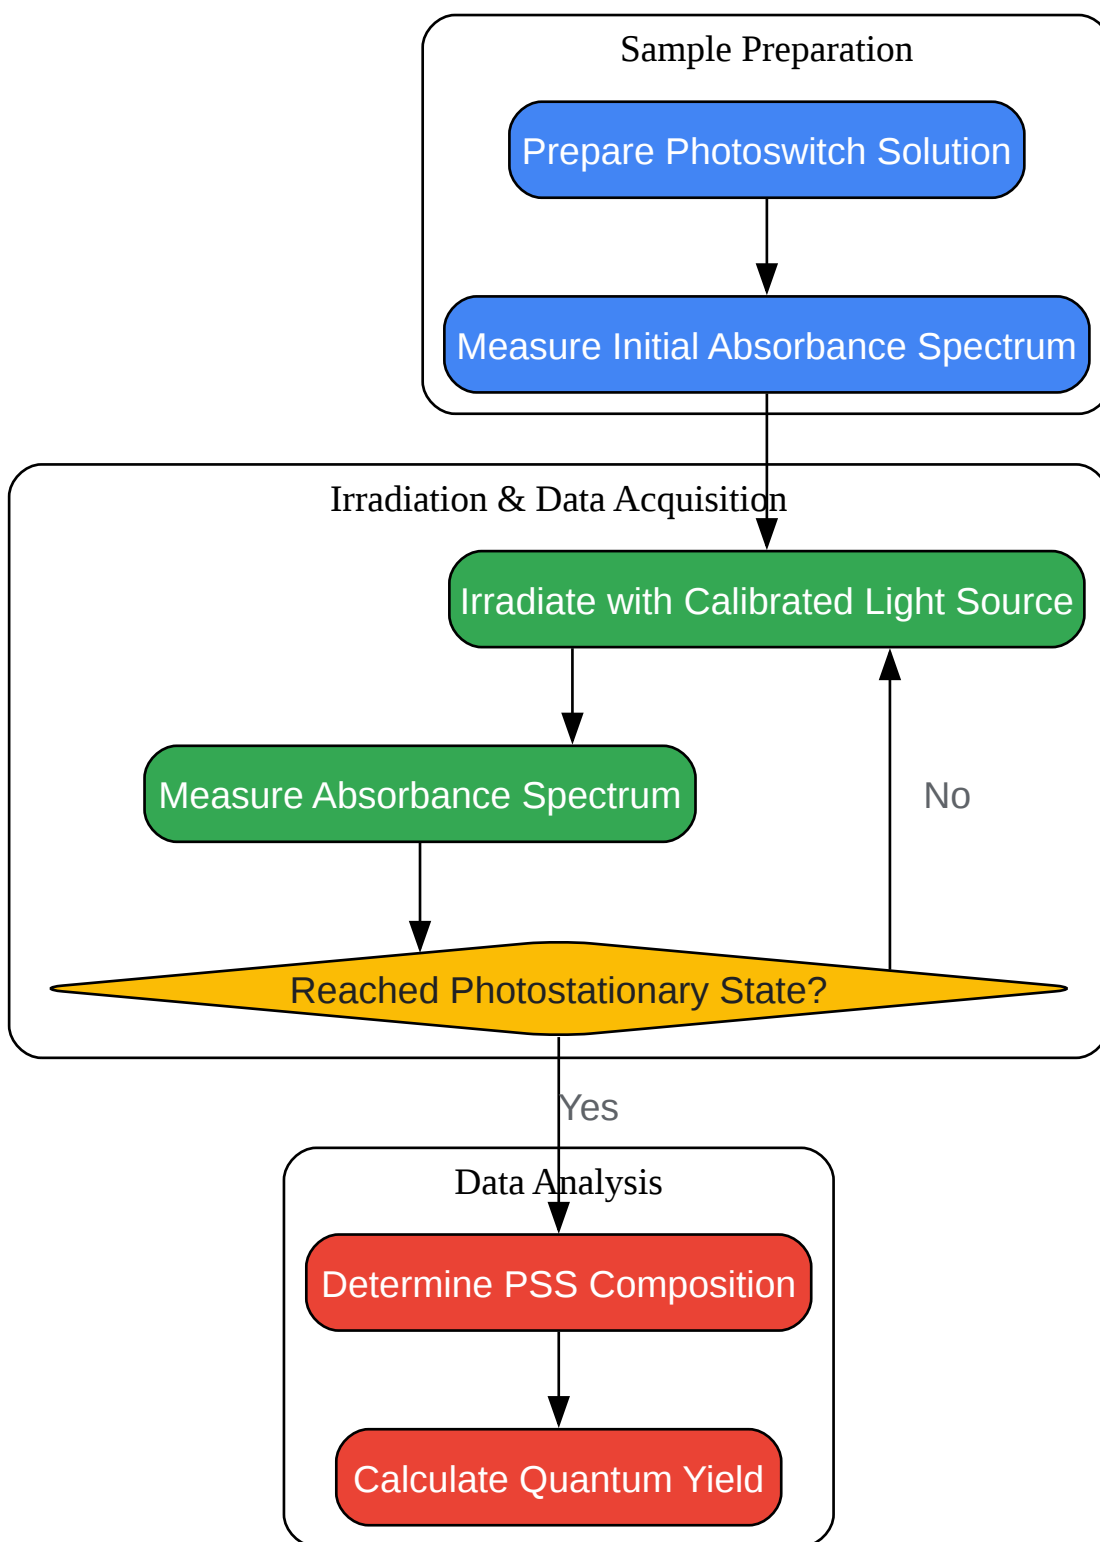 Sample Preparation
Prepare Photoswitch Solution
Measure Initial Absorbance Spectrum
Irradiation & Data Acquisition
Irradiate with Calibrated Light Source
Measure Absorbance Spectrum
No
Reached Photostationary State?
Yes
Data Analysis
Determine PSS Composition
Calculate Quantum Yield